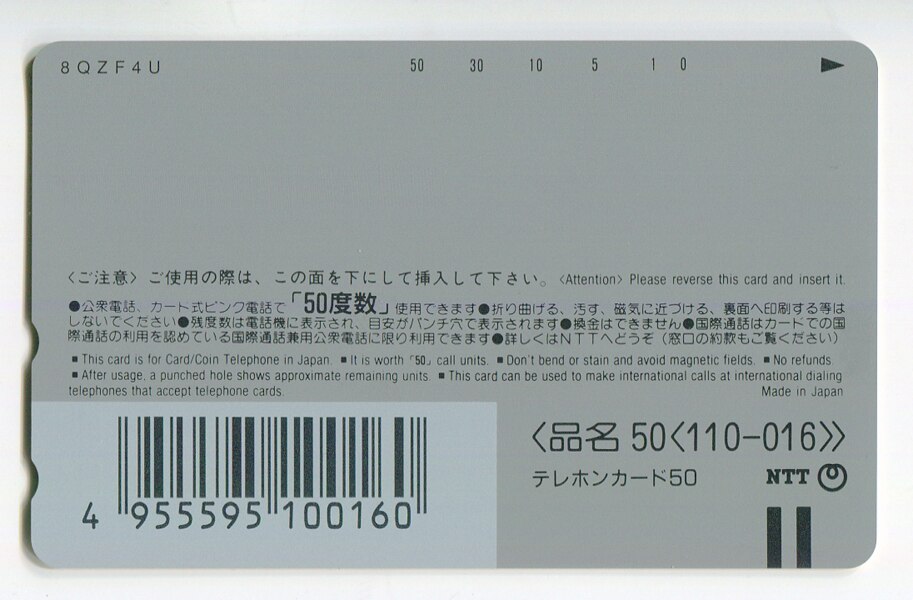 8QZF4U 50 30 10 5 1 0
〈ご注意〉ご使用の際は、この面を下にして挿入して下さい。〈Attention〉 Please reverse this card and insert it.
●公衆電話、カード式ピンク電話で「50度数」使用できます●折り曲げる、汚す、磁気に近づける、裏面へ印刷する等は
しないでください●残度数は電話機に表示され、目安がパンチ穴で表示されます●換金はできません●国際通話はカードでの国
際通話の利用を認めている国際通話兼用公衆電話に限り利用できます●詳しくはNTTへどうぞ（窓口の約款もご覧ください）
■ This card is for Card/Coin Telephone in Japan. ■ It is worth「50」call units. ■ Don't bend or stain and avoid magnetic fields. ■ No refunds.
■ After usage, a punched hole shows approximate remaining units. ■ This card can be used to make international calls at international dialing
telephones that accept telephone cards. Made in Japan
〈品名 50〈110-016〉〉
テレホンカード50 NTT
4 955595 100160